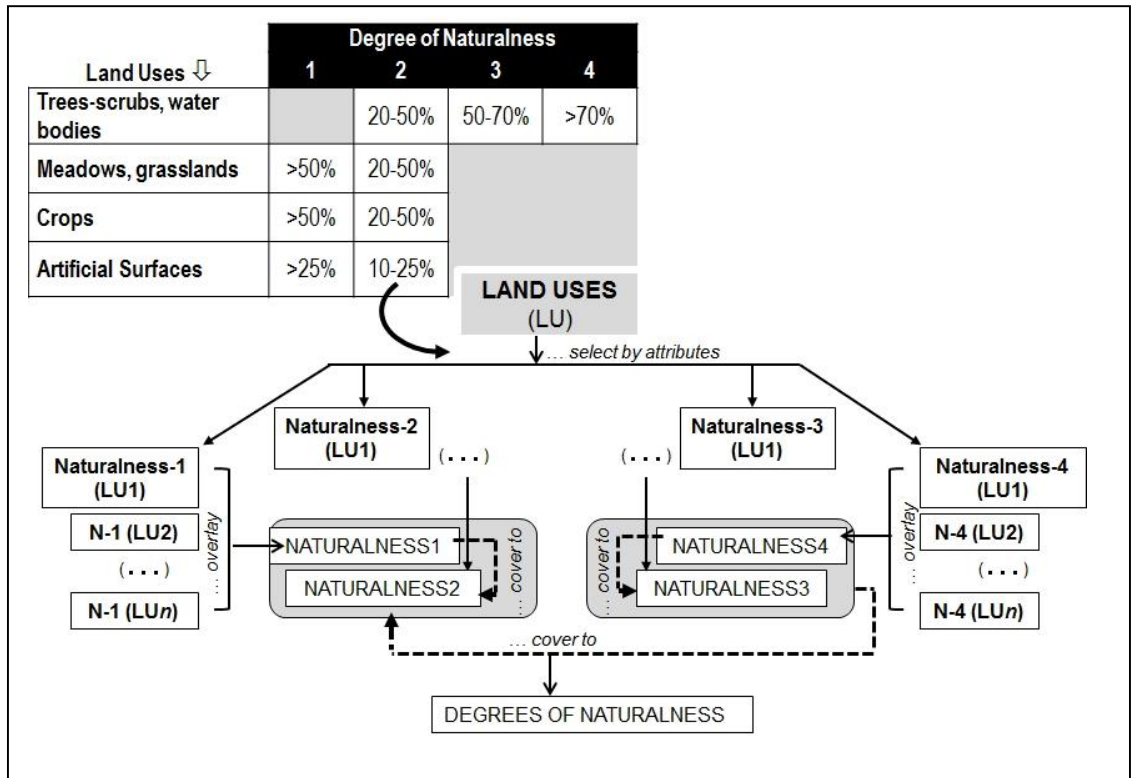 Degree of Naturalness
Land Uses ⇩ 1 2 3 4
Trees-scrubs, water
bodies
20-50% 50-70% >70%
Meadows, grasslands >50% 20-50%
Crops >50% 20-50%
Artificial Surfaces >25% 10-25%
LAND USES
(LU)
... select by attributes
Naturalness-2
(LU1)
(...)
(...)
Naturalness-3
(LU1)
Naturalness-1
(LU1)
N-1 (LU2)
(...)
N-1 (LUn)
... overlay
NATURALNESS1
NATURALNESS2
... cover to
... cover to
NATURALNESS4
NATURALNESS3
... overlay
Naturalness-4
(LU1)
N-4 (LU2)
(...)
N-4 (LUn)
... cover to
DEGREES OF NATURALNESS